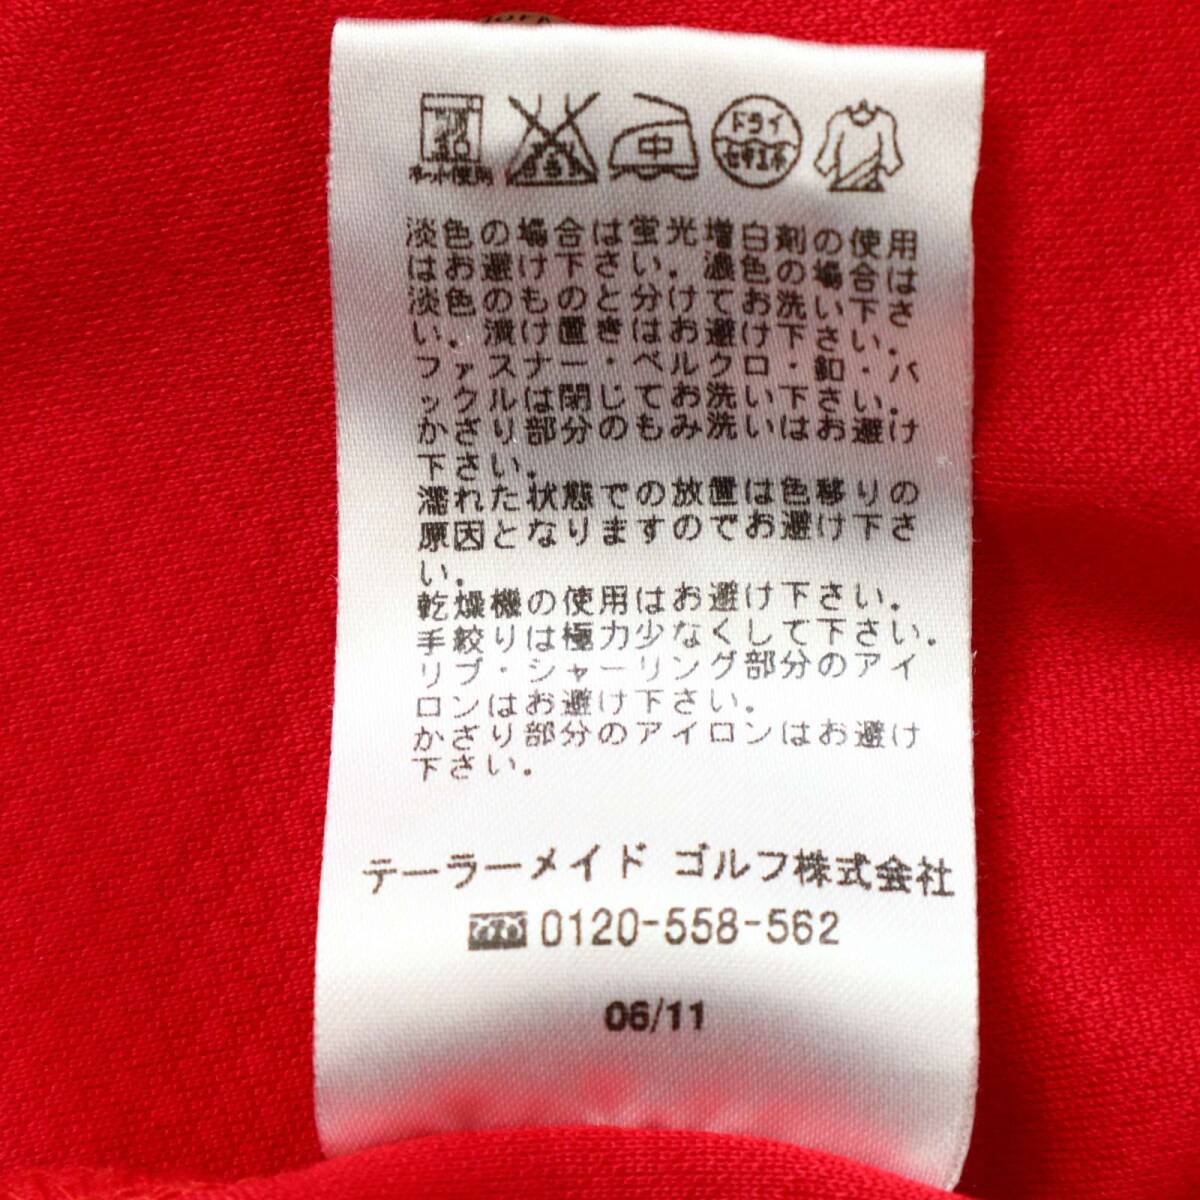 ネット使用
エンソサラシ
中
ドライ
セキユ系
淡色の場合は蛍光増白剤の使用
はお避け下さい。濃色の場合は
淡色のものと分けてお洗い下さ
い。漬けおきはお避け下さい。
ファスナー・ベルクロ・釦・バ
ックルは閉じてお洗い下さい。
かざり部分のもみ洗いはお避け
下さい。
濡れた状態での放置は色移りの
原因となりますのでお避け下さ
い。
乾燥機の使用はお避け下さい。
手絞りは極力少なくして下さい。
リブ・シャーリング部分のアイ
ロンはお避け下さい。
かざり部分のアイロンはお避け
下さい。
テーラーメイド ゴルフ株式会社
0120-558-562
06/11